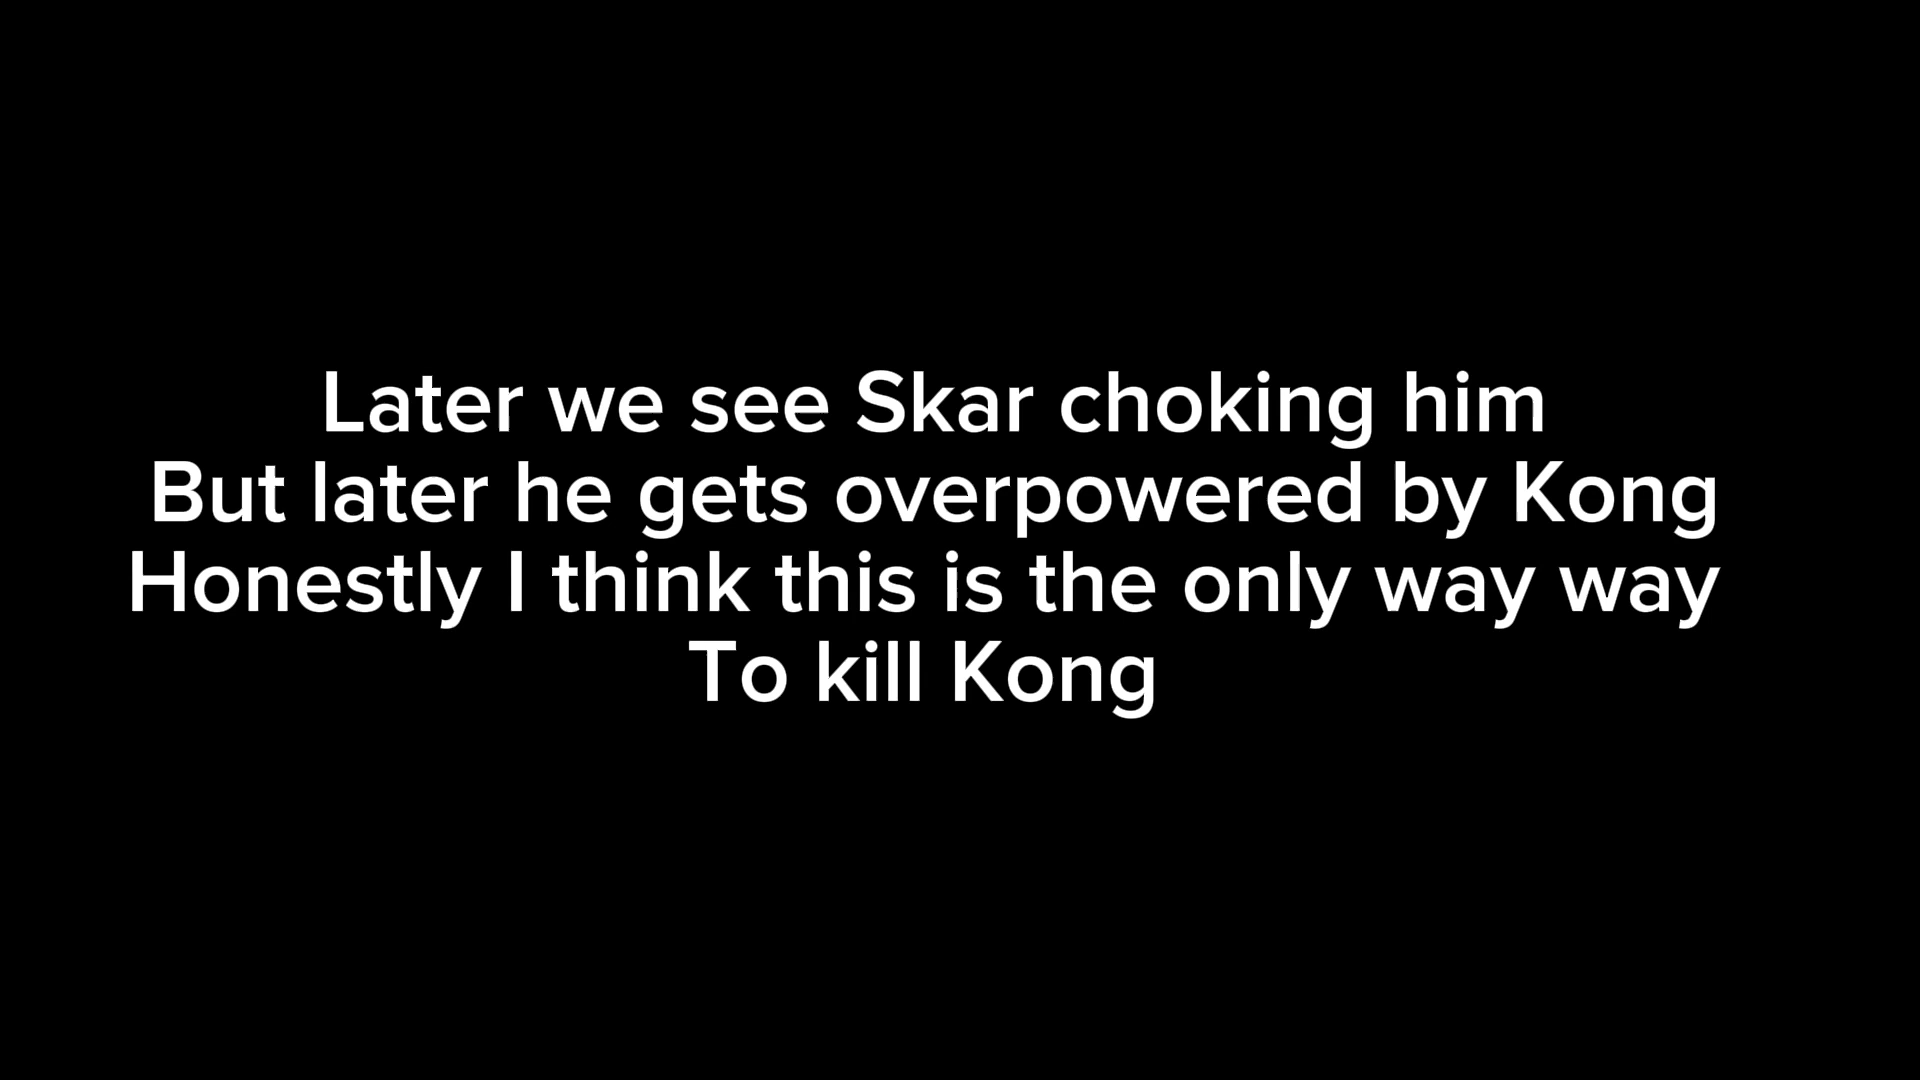 Later we see Skar choking him
But later he gets overpowered by Kong
Honestly I think this is the only way way
To kill Kong